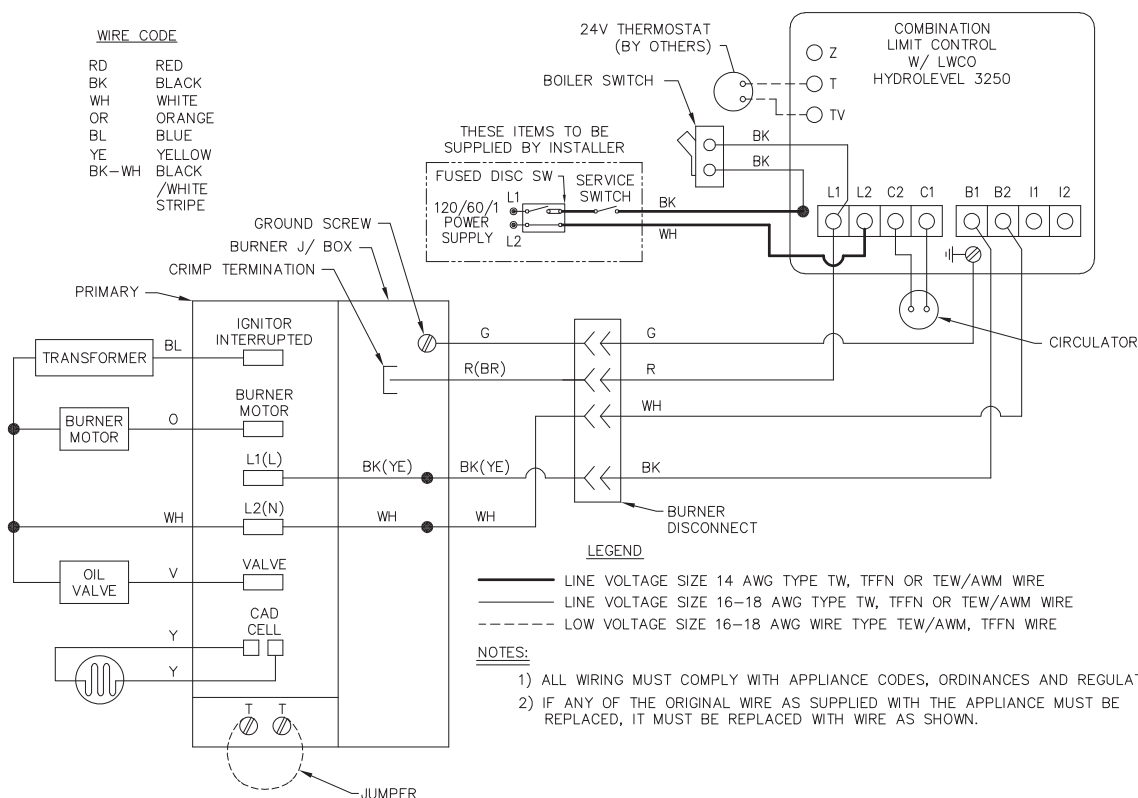 WIRE CODE
RD RED
BK BLACK
WH WHITE
OR ORANGE
BL BLUE
YE YELLOW
BK-WH BLACK
/WHITE
STRIPE
24V THERMOSTAT
(BY OTHERS)
BOILER SWITCH
COMBINATION
LIMIT CONTROL
W/ LWCO
HYDROLEVEL 3250
Z
T
TV
BK
BK
THESE ITEMS TO BE
SUPPLIED BY INSTALLER
FUSED DISC SW
SERVICE
SWITCH
L1
120/60/1
POWER
SUPPLY
L2
BK
WH
L1 L2 C2 C1 B1 B2 I1 I2
GROUND SCREW
BURNER J/ BOX
CRIMP TERMINATION
PRIMARY
CIRCULATOR
IGNITOR
INTERRUPTED
TRANSFORMER
BL
G
G
R(BR)
R
BURNER
MOTOR
BURNER
MOTOR
O
WH
L1(L)
BK(YE)
BK(YE)
BK
L2(N)
WH
WH
WH
BURNER
DISCONNECT
OIL
VALVE
V
VALVE
CAD
CELL
Y
Y
T T
JUMPER
LEGEND
LINE VOLTAGE SIZE 14 AWG TYPE TW, TFFN OR TEW/AWM WIRE
LINE VOLTAGE SIZE 16-18 AWG TYPE TW, TFFN OR TEW/AWM WIRE
LOW VOLTAGE SIZE 16-18 AWG WIRE TYPE TEW/AWM, TFFN WIRE
NOTES:
1) ALL WIRING MUST COMPLY WITH APPLIANCE CODES, ORDINANCES AND REGULAT
2) IF ANY OF THE ORIGINAL WIRE AS SUPPLIED WITH THE APPLIANCE MUST BE
REPLACED, IT MUST BE REPLACED WITH WIRE AS SHOWN.